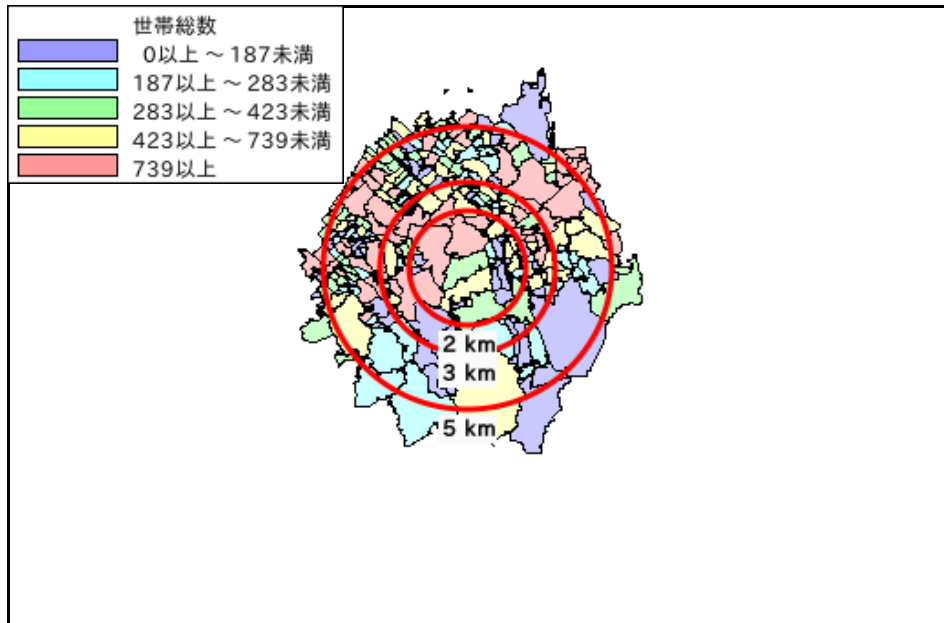 世帯総数
0以上 ～ 187未満
187以上 ～ 283未満
283以上 ～ 423未満
423以上 ～ 739未満
739以上
2 km
3 km
5 km